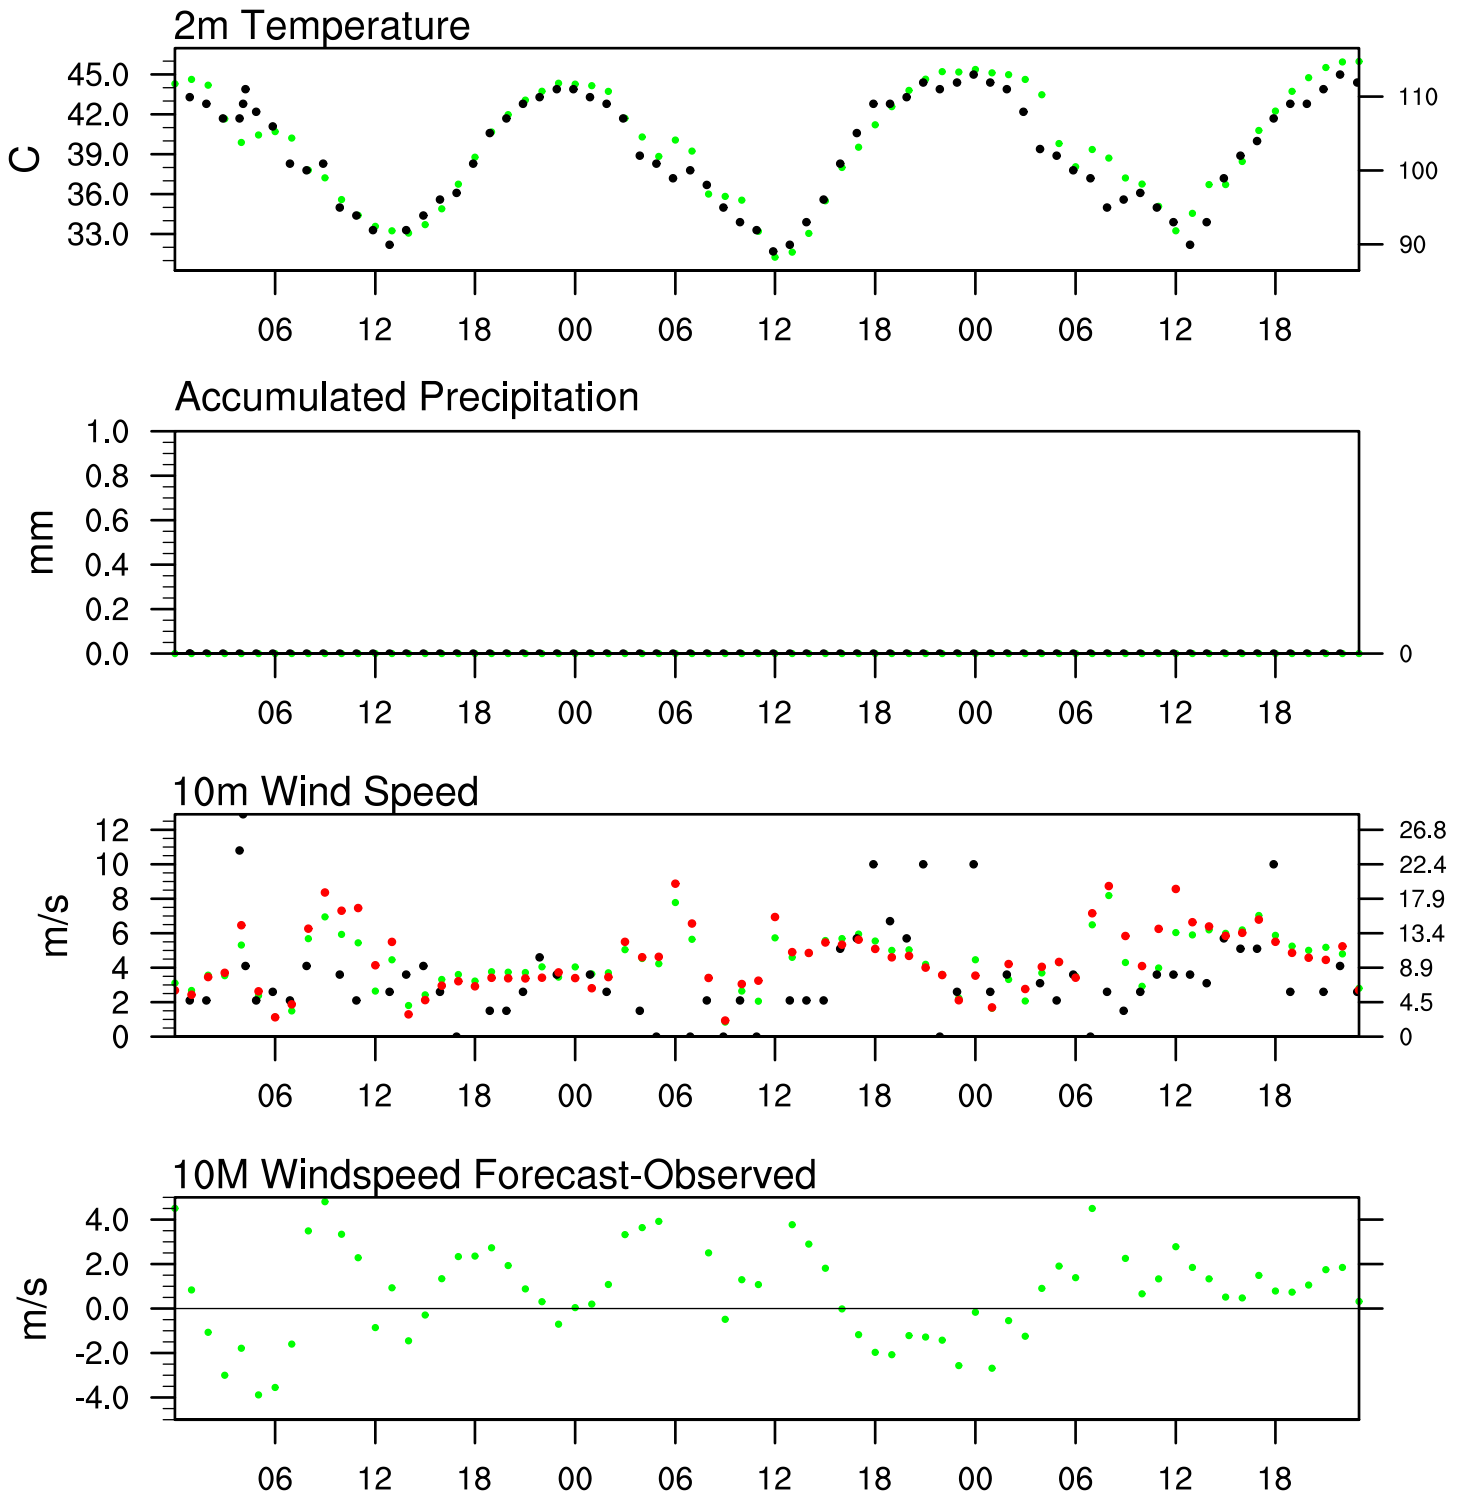 2m Temperature
45.0
42.0
39.0
36.0
33.0
C
110
100
90
06 12 18 00 06 12 18 00 06 12 18
Accumulated Precipitation
1.0
0.8
0.6
0.4
0.2
0.0
mm
0
06 12 18 00 06 12 18 00 06 12 18
10m Wind Speed
12
10
8
6
4
2
0
m/s
26.8
22.4
17.9
13.4
8.9
4.5
0
06 12 18 00 06 12 18 00 06 12 18
10M Windspeed Forecast-Observed
4.0
2.0
0.0
-2.0
-4.0
m/s
06 12 18 00 06 12 18 00 06 12 18